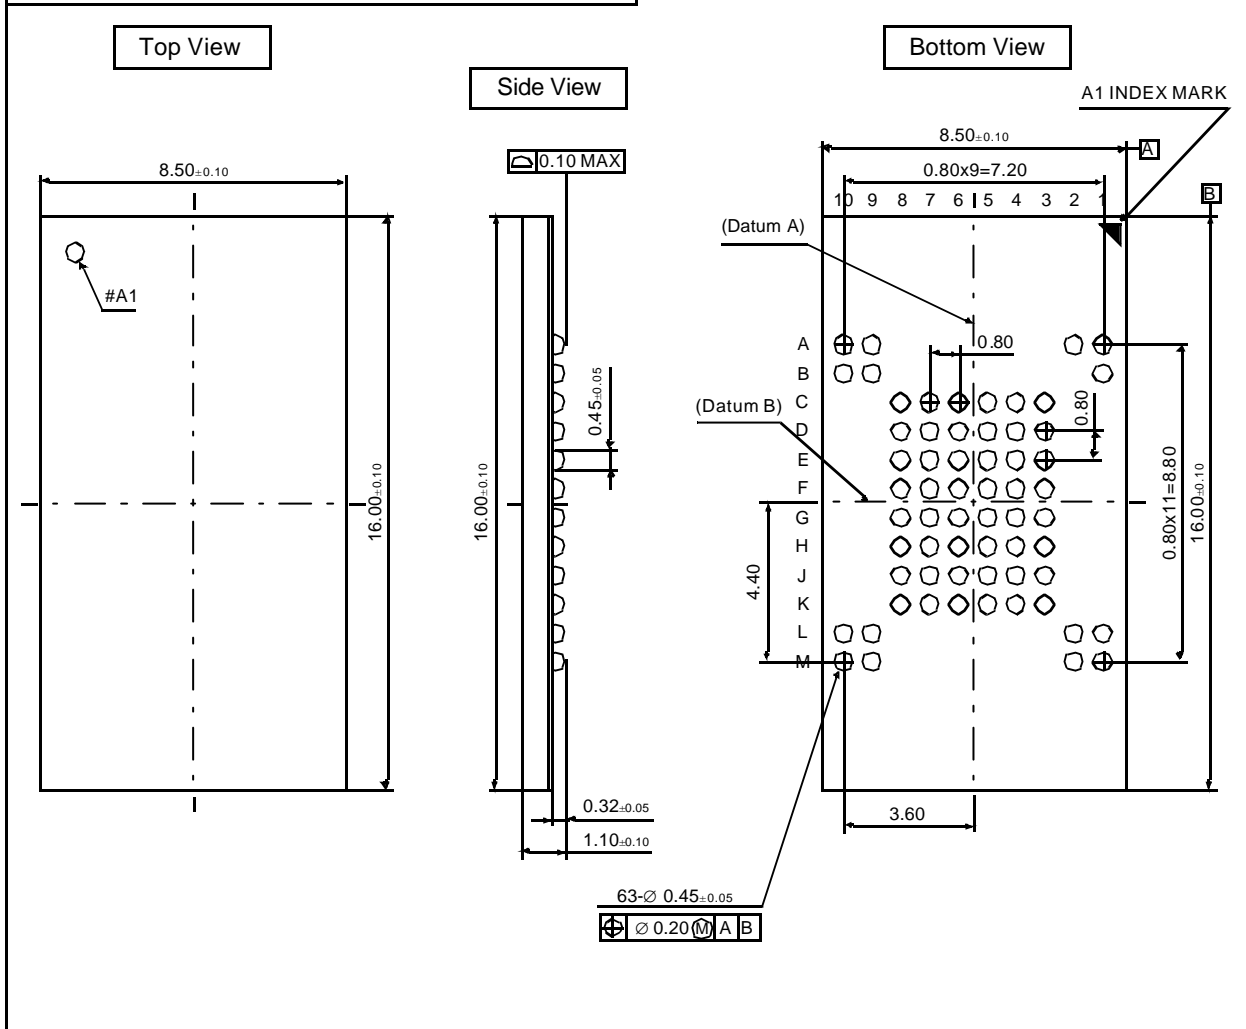 Top View
Bottom View
Side View
A1 INDEX MARK
8.50±0.10
A
0.10 MAX
8.50±0.10
0.80x9=7.20
10 9 8 7 6 5 4 3 2 1
B
(Datum A)
#A1
A
0.80
B
0.45±0.05
C
0.80
(Datum B)
D
E
F
16.00±0.10
16.00±0.10
0.80x11=8.80
16.00±0.10
G
H
4.40
J
K
L
M
0.32±0.05
3.60
1.10±0.10
63-∅ 0.45±0.05
∅ 0.20 M A B